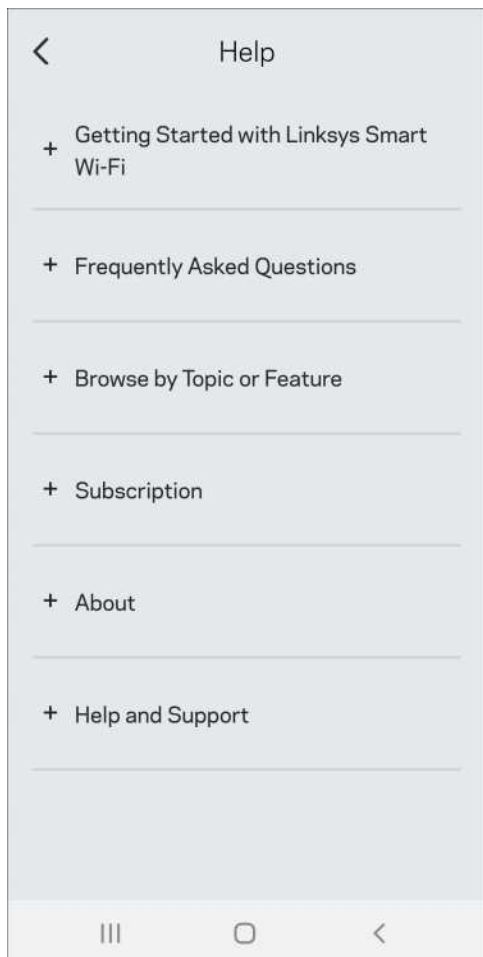 Help
+ Getting Started with Linksys Smart
Wi-Fi
+ Frequently Asked Questions
+ Browse by Topic or Feature
+ Subscription
+ About
+ Help and Support